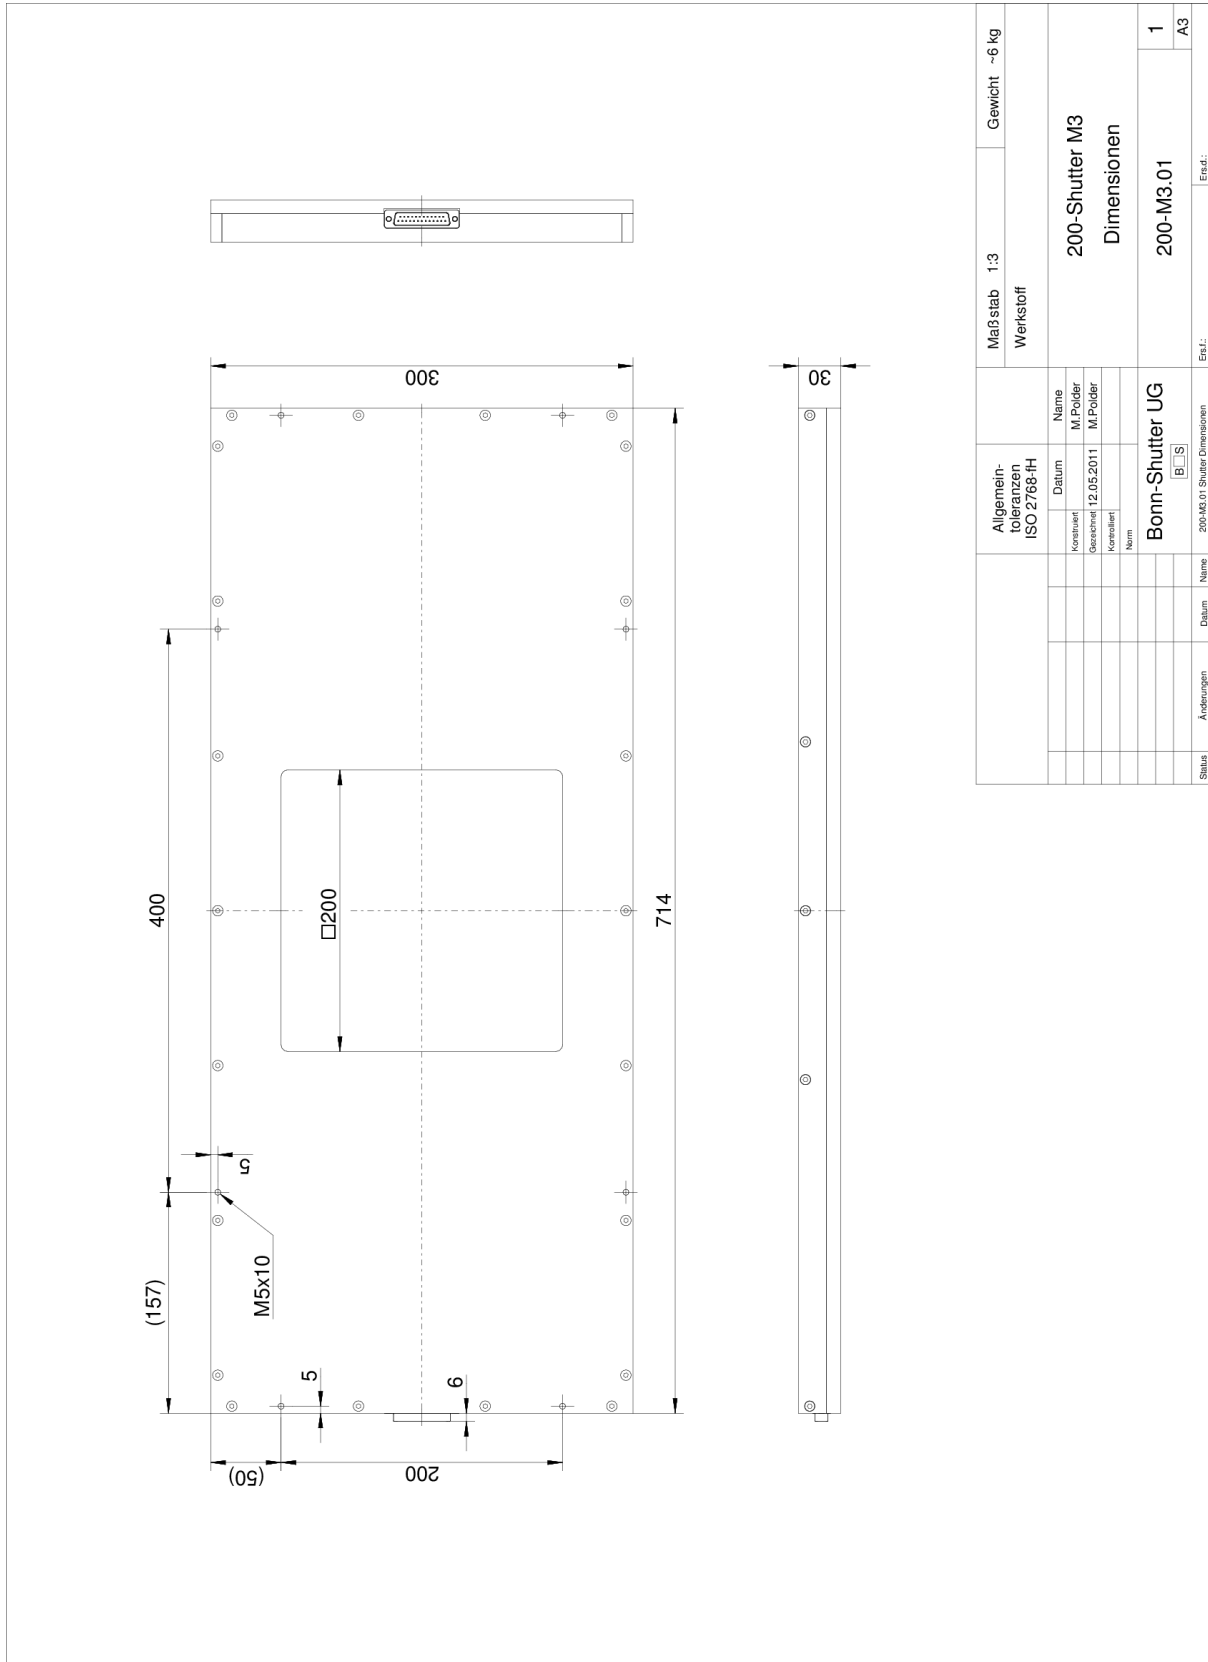 300
30
400
□200
714
5
M5x10
(157)
5
6
(50)
200
Maßstab 1:3
Gewicht ~6 kg
Werkstoff
Allgemein-
toleranzen
ISO 2768-fH
Datum
Name
Konstruiert
M.Polder
Gezeichnet
12.05.2011
M.Polder
Kontrolliert
Norm
200-Shutter M3
Dimensionen
Bonn-Shutter UG
B□S
200-M3.01
1
A3
Status
Änderungen
Datum
Name
200-M3.01 Shutter Dimensionen
Ers.f.:
Ers.d.: